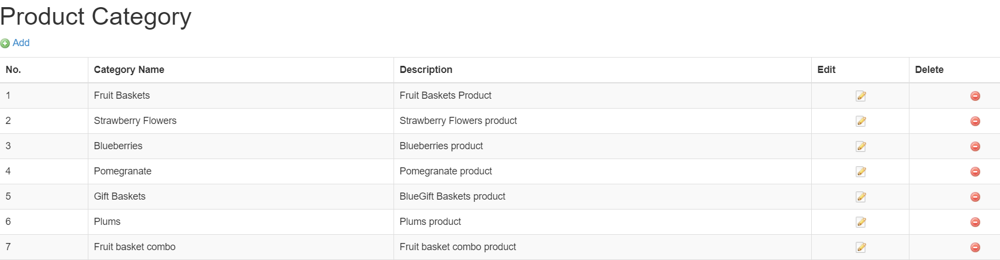 Product Category
Add
No. Category Name Description Edit Delete
1 Fruit Baskets Fruit Baskets Product
2 Strawberry Flowers Strawberry Flowers product
3 Blueberries Blueberries product
4 Pomegranate Pomegranate product
5 Gift Baskets BlueGift Baskets product
6 Plums Plums product
7 Fruit basket combo Fruit basket combo product